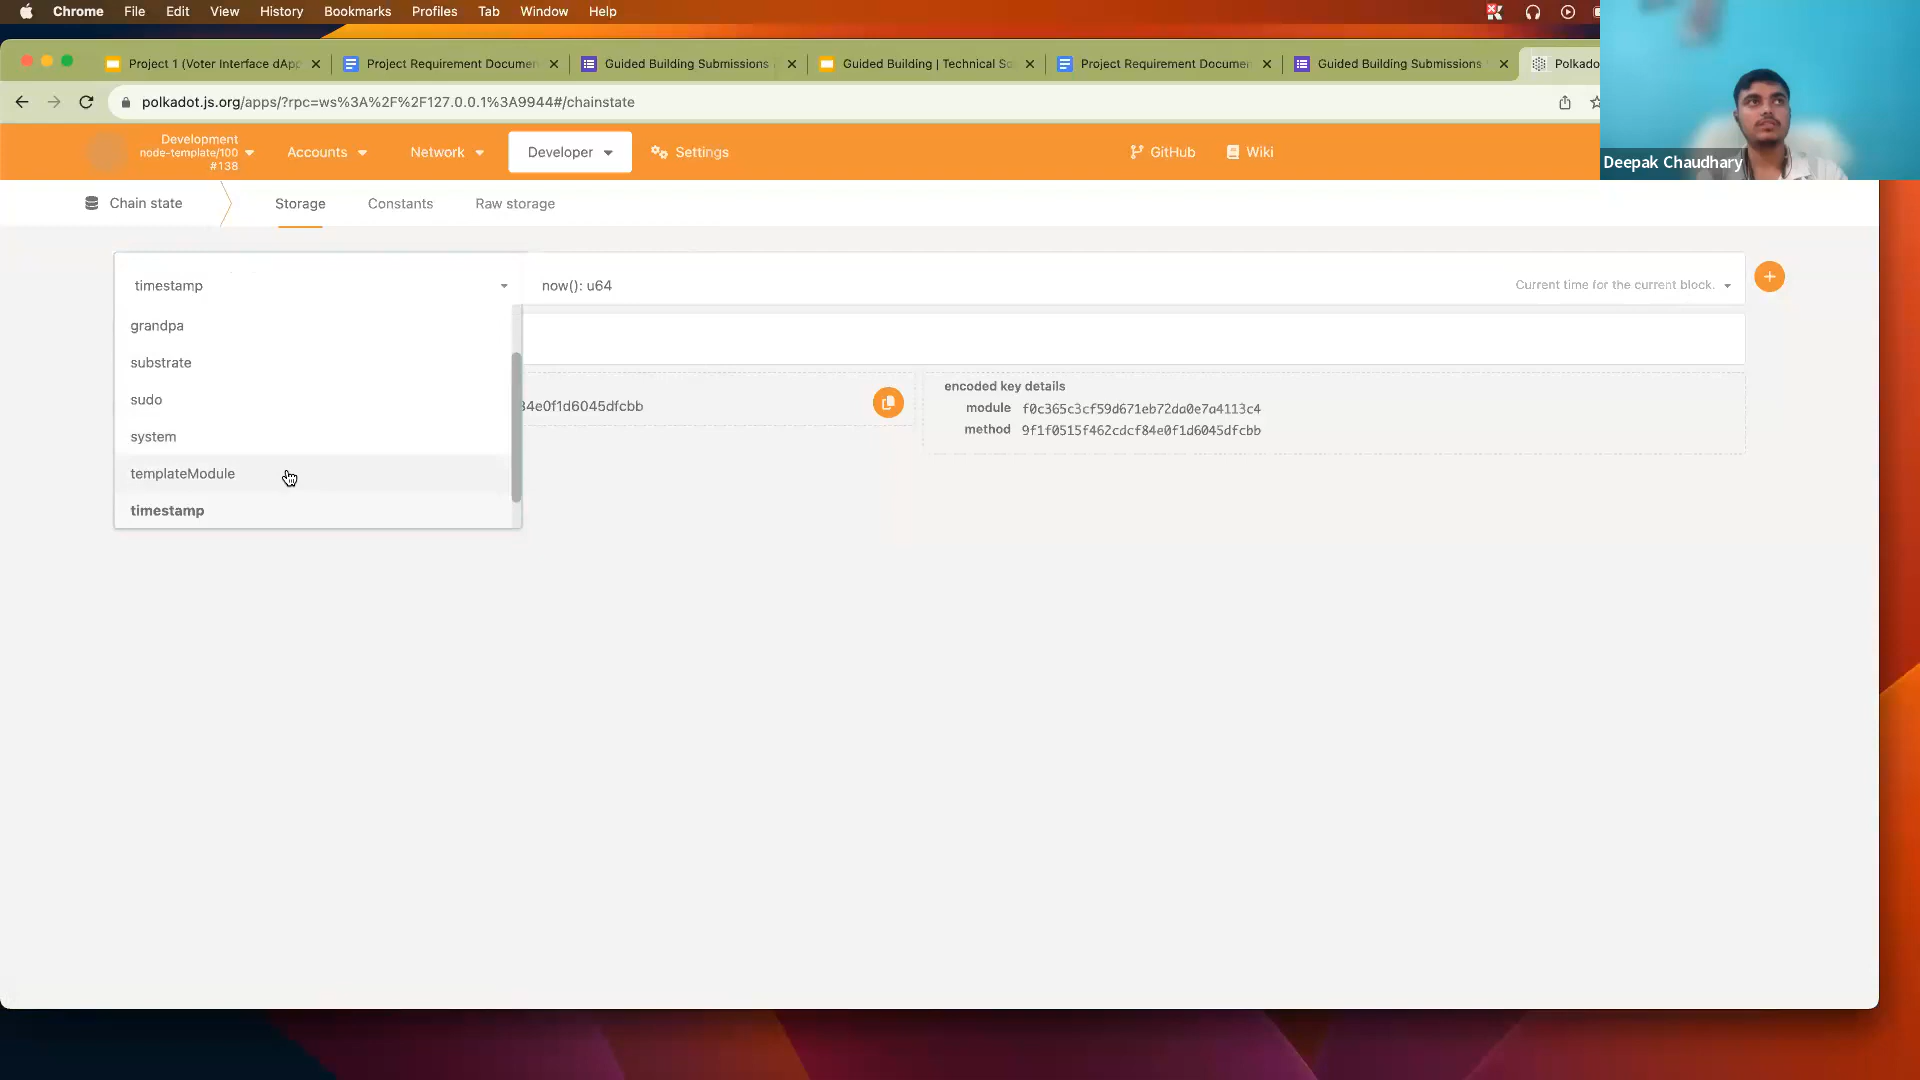 Chrome File Edit View History Bookmarks Profiles Tab Window Help
Project 1 (Voter Interface dApp Project Requirement Documen Guided Building Submissions Guided Building | Technical Se Project Requirement Documen Guided Building Submissions Polkado
polkadot.js.org/apps/?rpc=ws%3A%2F%2F127.0.0.1%3A9944#/chainstate
Development
node-template/100
#138
Accounts Network Developer Settings GitHub Wiki
Deepak Chaudhary
Chain state Storage Constants Raw storage
timestamp now(): u64 Current time for the current block.
grandpa
substrate
sudo
system
templateModule
timestamp
84e0f1d6045dfcbb
encoded key details
module f0c365c3cf59d671eb72da0e7a4113c4
method 9f1f0515f462cdcf84e0f1d6045dfcbb